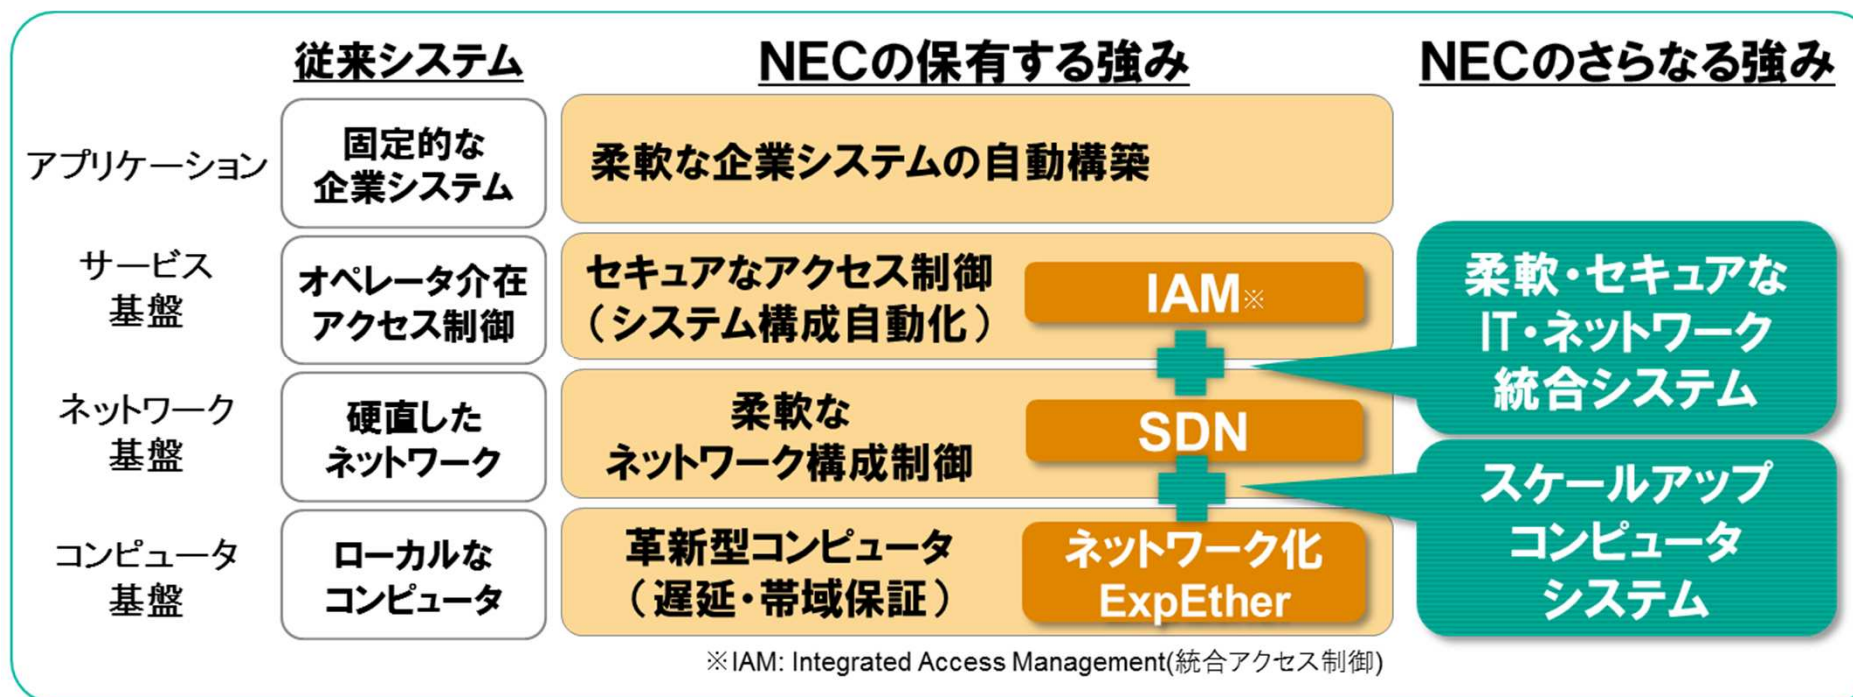 従来システム
NECの保有する強み
NECのさらなる強み
アプリケーション
固定的な
企業システム
柔軟な企業システムの自動構築
サービス
基盤
オペレータ介在
アクセス制御
セキュアなアクセス制御
(システム構成自動化)
IAM※
柔軟・セキュアな
IT・ネットワーク
統合システム
ネットワーク
基盤
硬直した
ネットワーク
柔軟な
ネットワーク構成制御
SDN
スケールアップ
コンピュータ
システム
コンピュータ
基盤
ローカルな
コンピュータ
革新型コンピュータ
(遅延・帯域保証)
ネットワーク化
ExpEther
※IAM: Integrated Access Management(統合アクセス制御)